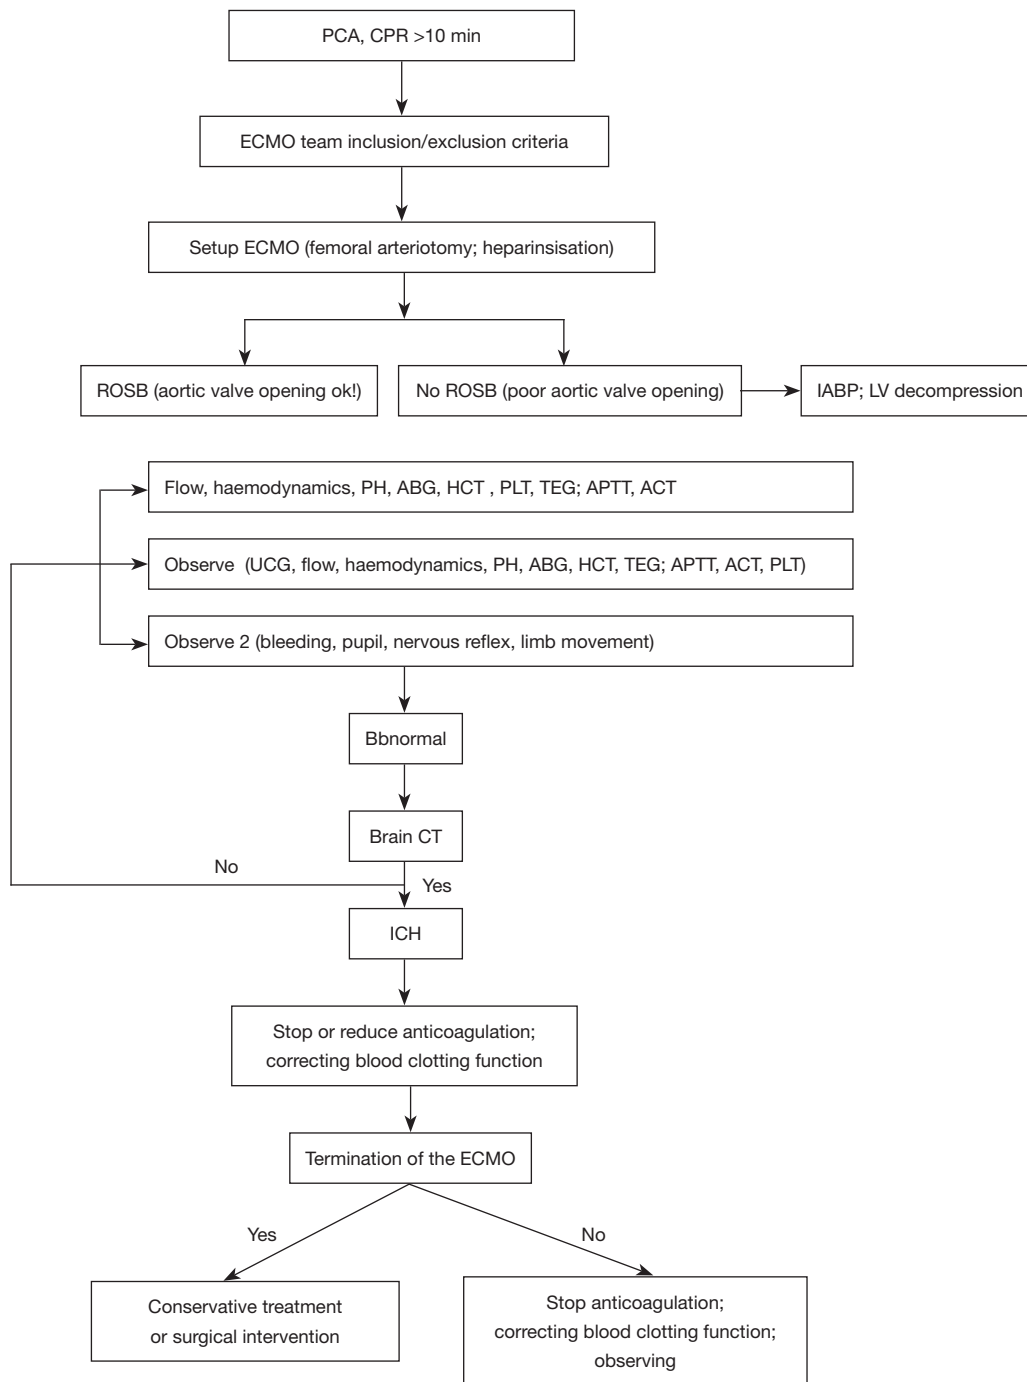 PCA, CPR >10 min
ECMO team inclusion/exclusion criteria
Setup ECMO (femoral arteriotomy; heparinsisation)
ROSB (aortic valve opening ok!)
No ROSB (poor aortic valve opening)
IABP; LV decompression
Flow, haemodynamics, PH, ABG, HCT , PLT, TEG; APTT, ACT
Observe (UCG, flow, haemodynamics, PH, ABG, HCT, TEG; APTT, ACT, PLT)
Observe 2 (bleeding, pupil, nervous reflex, limb movement)
Bbnormal
Brain CT
No
Yes
ICH
Stop or reduce anticoagulation;
correcting blood clotting function
Termination of the ECMO
Yes
No
Conservative treatment
or surgical intervention
Stop anticoagulation;
correcting blood clotting function;
observing